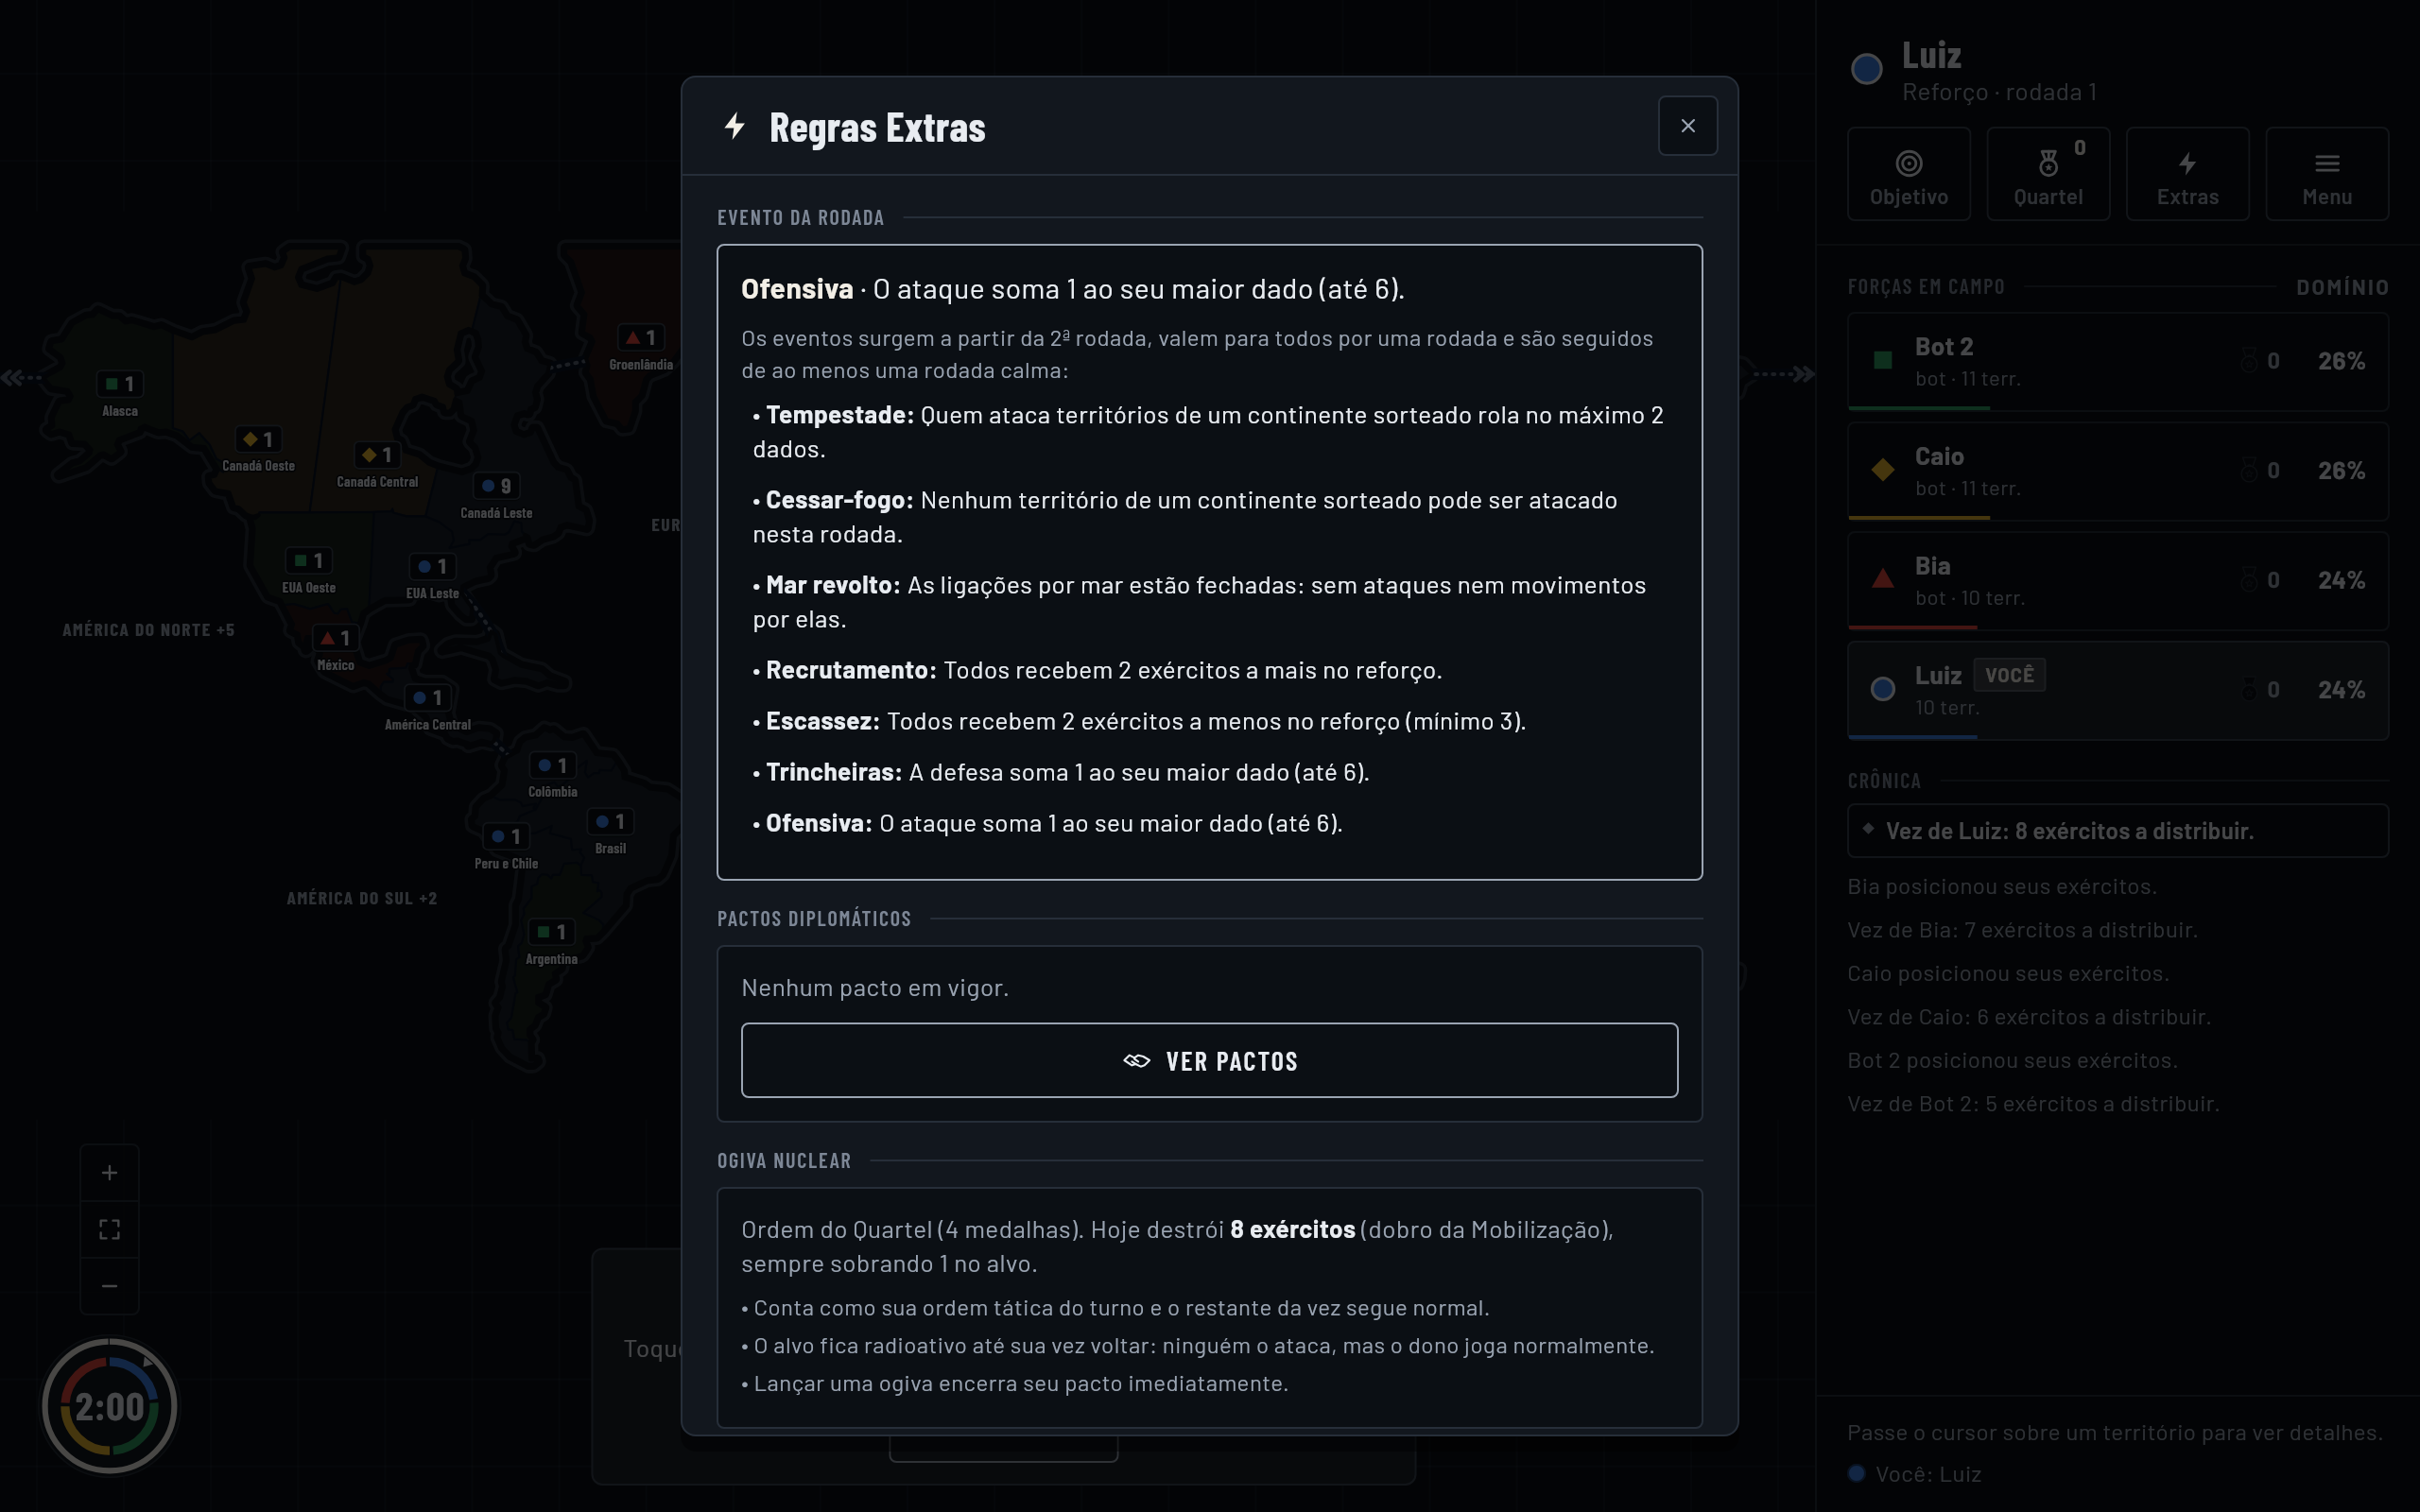 Regras Extras
EVENTO DA RODADA
Ofensiva · O ataque soma 1 ao seu maior dado (até 6).
Os eventos surgem a partir da 2ª rodada, valem para todos por uma rodada e são seguidos
de ao menos uma rodada calma:
• Tempestade: Quem ataca territórios de um continente sorteado rola no máximo 2
dados.
• Cessar-fogo: Nenhum território de um continente sorteado pode ser atacado
nesta rodada.
• Mar revolto: As ligações por mar estão fechadas: sem ataques nem movimentos
por elas.
• Recrutamento: Todos recebem 2 exércitos a mais no reforço.
• Escassez: Todos recebem 2 exércitos a menos no reforço (mínimo 3).
• Trincheiras: A defesa soma 1 ao seu maior dado (até 6).
• Ofensiva: O ataque soma 1 ao seu maior dado (até 6).
PACTOS DIPLOMÁTICOS
Nenhum pacto em vigor.
VER PACTOS
OGIVA NUCLEAR
Ordem do Quartel (4 medalhas). Hoje destrói 8 exércitos (dobro da Mobilização),
sempre sobrando 1 no alvo.
• Conta como sua ordem tática do turno e o restante da vez segue normal.
• O alvo fica radioativo até sua vez voltar: ninguém o ataca, mas o dono joga normalmente.
• Lançar uma ogiva encerra seu pacto imediatamente.
1
Alasca
1
Canadá Oeste
1
Canadá Central
9
Canadá Leste
1
Groenlândia
EUR
1
EUA Oeste
1
EUA Leste
AMÉRICA DO NORTE +5
1
México
1
América Central
1
Colômbia
1
Brasil
1
Peru e Chile
AMÉRICA DO SUL +2
1
Argentina
2:00
Toque
Luiz
Reforço · rodada 1
Objetivo
0
Quartel
Extras
Menu
FORÇAS EM CAMPO
DOMÍNIO
Bot 2
bot · 11 terr.
0
26%
Caio
bot · 11 terr.
0
26%
Bia
bot · 10 terr.
0
24%
Luiz VOCÊ
10 terr.
0
24%
CRÔNICA
Vez de Luiz: 8 exércitos a distribuir.
Bia posicionou seus exércitos.
Vez de Bia: 7 exércitos a distribuir.
Caio posicionou seus exércitos.
Vez de Caio: 6 exércitos a distribuir.
Bot 2 posicionou seus exércitos.
Vez de Bot 2: 5 exércitos a distribuir.
Passe o cursor sobre um território para ver detalhes.
Você: Luiz